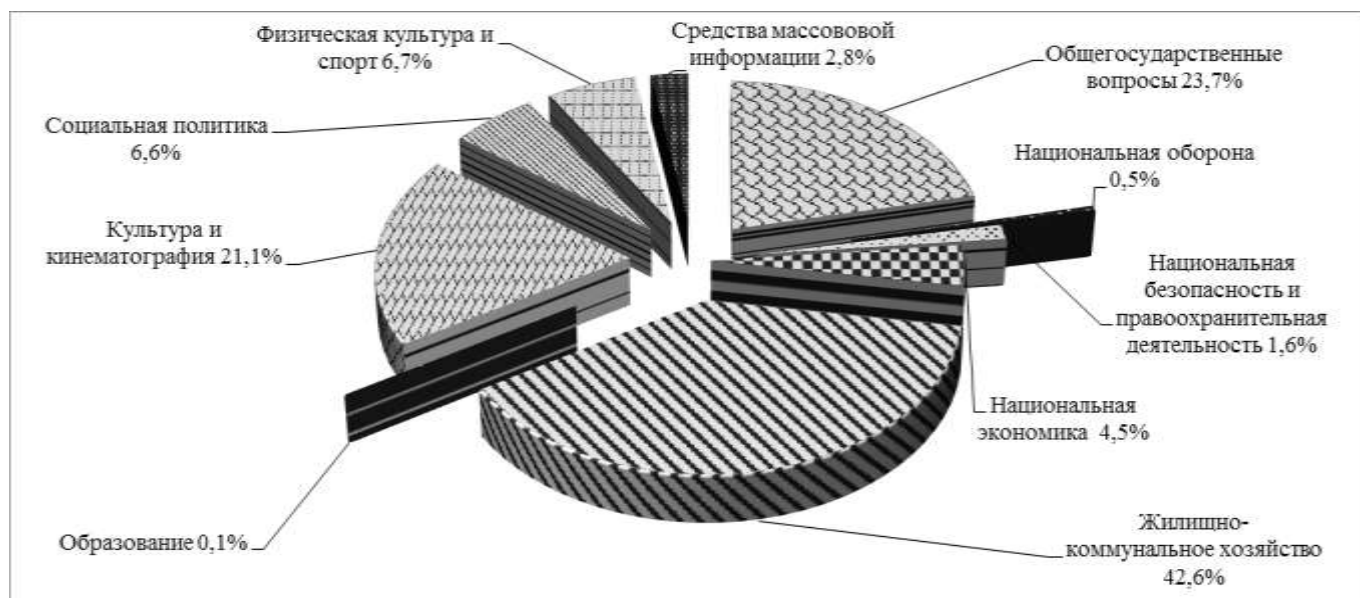 Физическая культура и
спорт 6,7%
Средства массововой
информации 2,8%
Общегосударственные
вопросы 23,7%
Социальная политика
6,6%
Национальная оборона
0,5%
Культура и
кинематография 21,1%
Национальная
безопасность и
правоохранительная
деятельность 1,6%
Национальная
экономика 4,5%
Образование 0,1%
Жилищно-
коммунальное хозяйство
42,6%